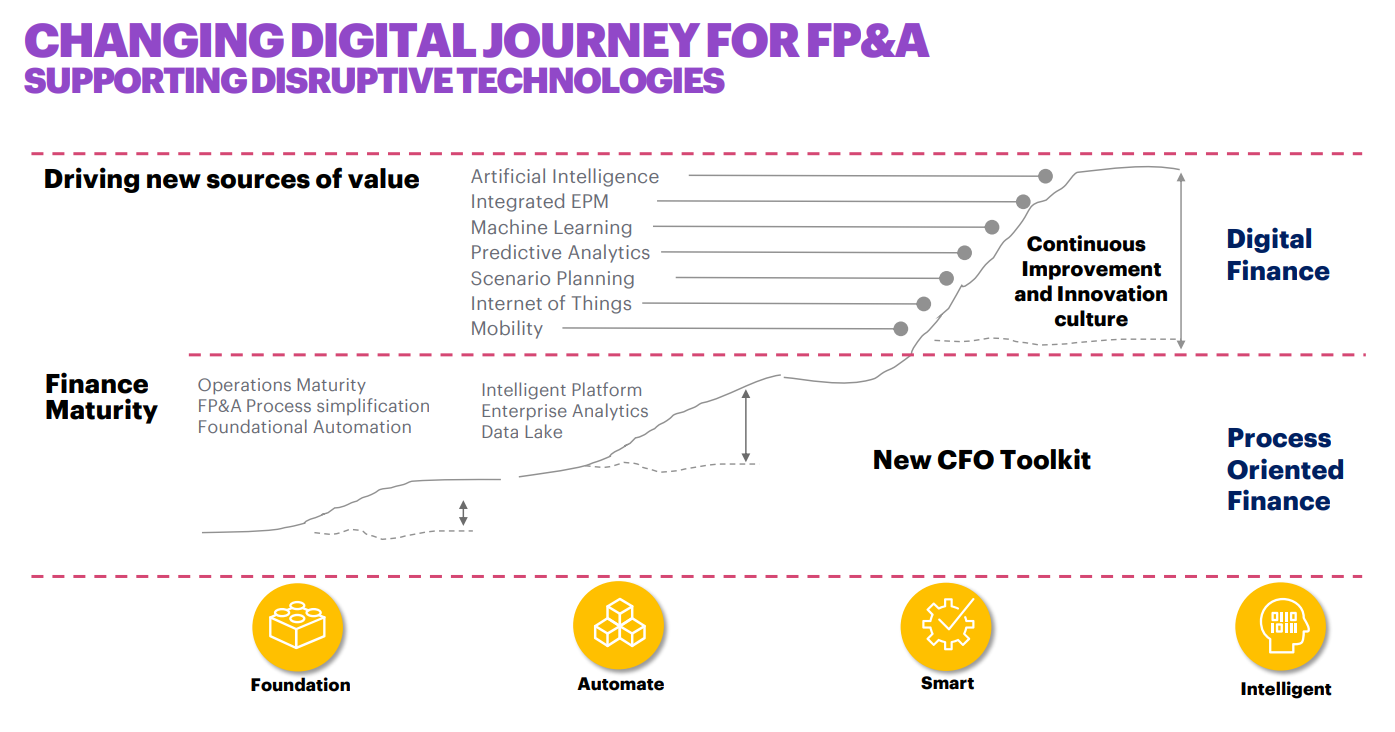 CHANGING DIGITAL JOURNEY FOR FP&A
SUPPORTING DISRUPTIVE TECHNOLOGIES
Driving new sources of value
Artificial Intelligence
Integrated EPM
Machine Learning
Predictive Analytics
Scenario Planning
Internet of Things
Mobility
Continuous
Improvement
and Innovation
culture
Digital
Finance
Finance
Maturity
Operations Maturity
FP&A Process simplification
Foundational Automation
Intelligent Platform
Enterprise Analytics
Data Lake
New CFO Toolkit
Process
Oriented
Finance
Foundation
Automate
Smart
Intelligent